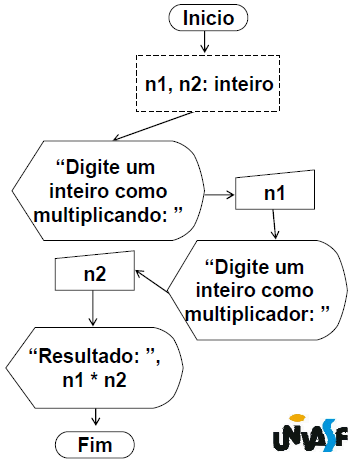 Inicio
n1, n2: inteiro
“Digite um
inteiro como
multiplicando: ”
n1
“Digite um
inteiro como
multiplicador: ”
n2
“Resultado: ”,
n1 * n2
Fim
UNIVASF